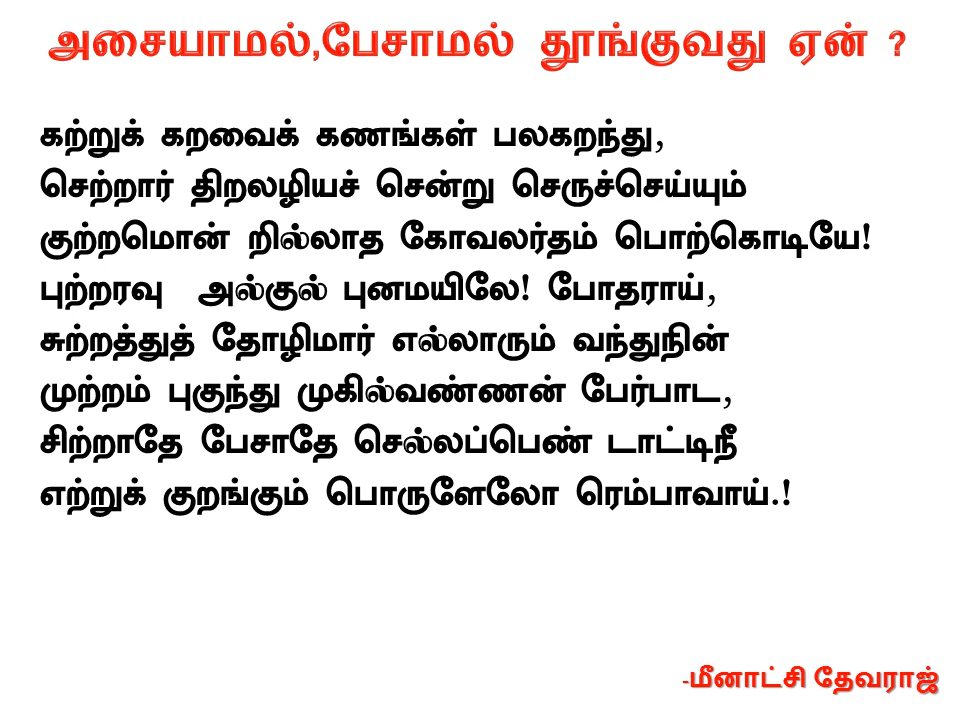 அசையாமல்,பேசாமல் தூங்குவது ஏன் ?
கற்றுக் கறவைக் கணங்கள் பலகறந்து,
செற்றார் திறலழியச் சென்று செருச்செய்யும்
குற்றமொன் றில்லாத கோவலர்தம் பொற்கொடியே!
புற்றரவு அல்குல் புனமயிலே! போதராய்,
சுற்றத்துத் தோழிமார் எல்லாரும் வந்துநின்
முற்றம் புகுந்து முகில்வண்ணன் பேர்பாட,
சிற்றாதே பேசாதே செல்லப்பெண் டாட்டிநீ
எற்றுக் குறங்கும் பொருளேலோ ரெம்பாவாய்.!
-மீனாட்சி தேவராஜ்